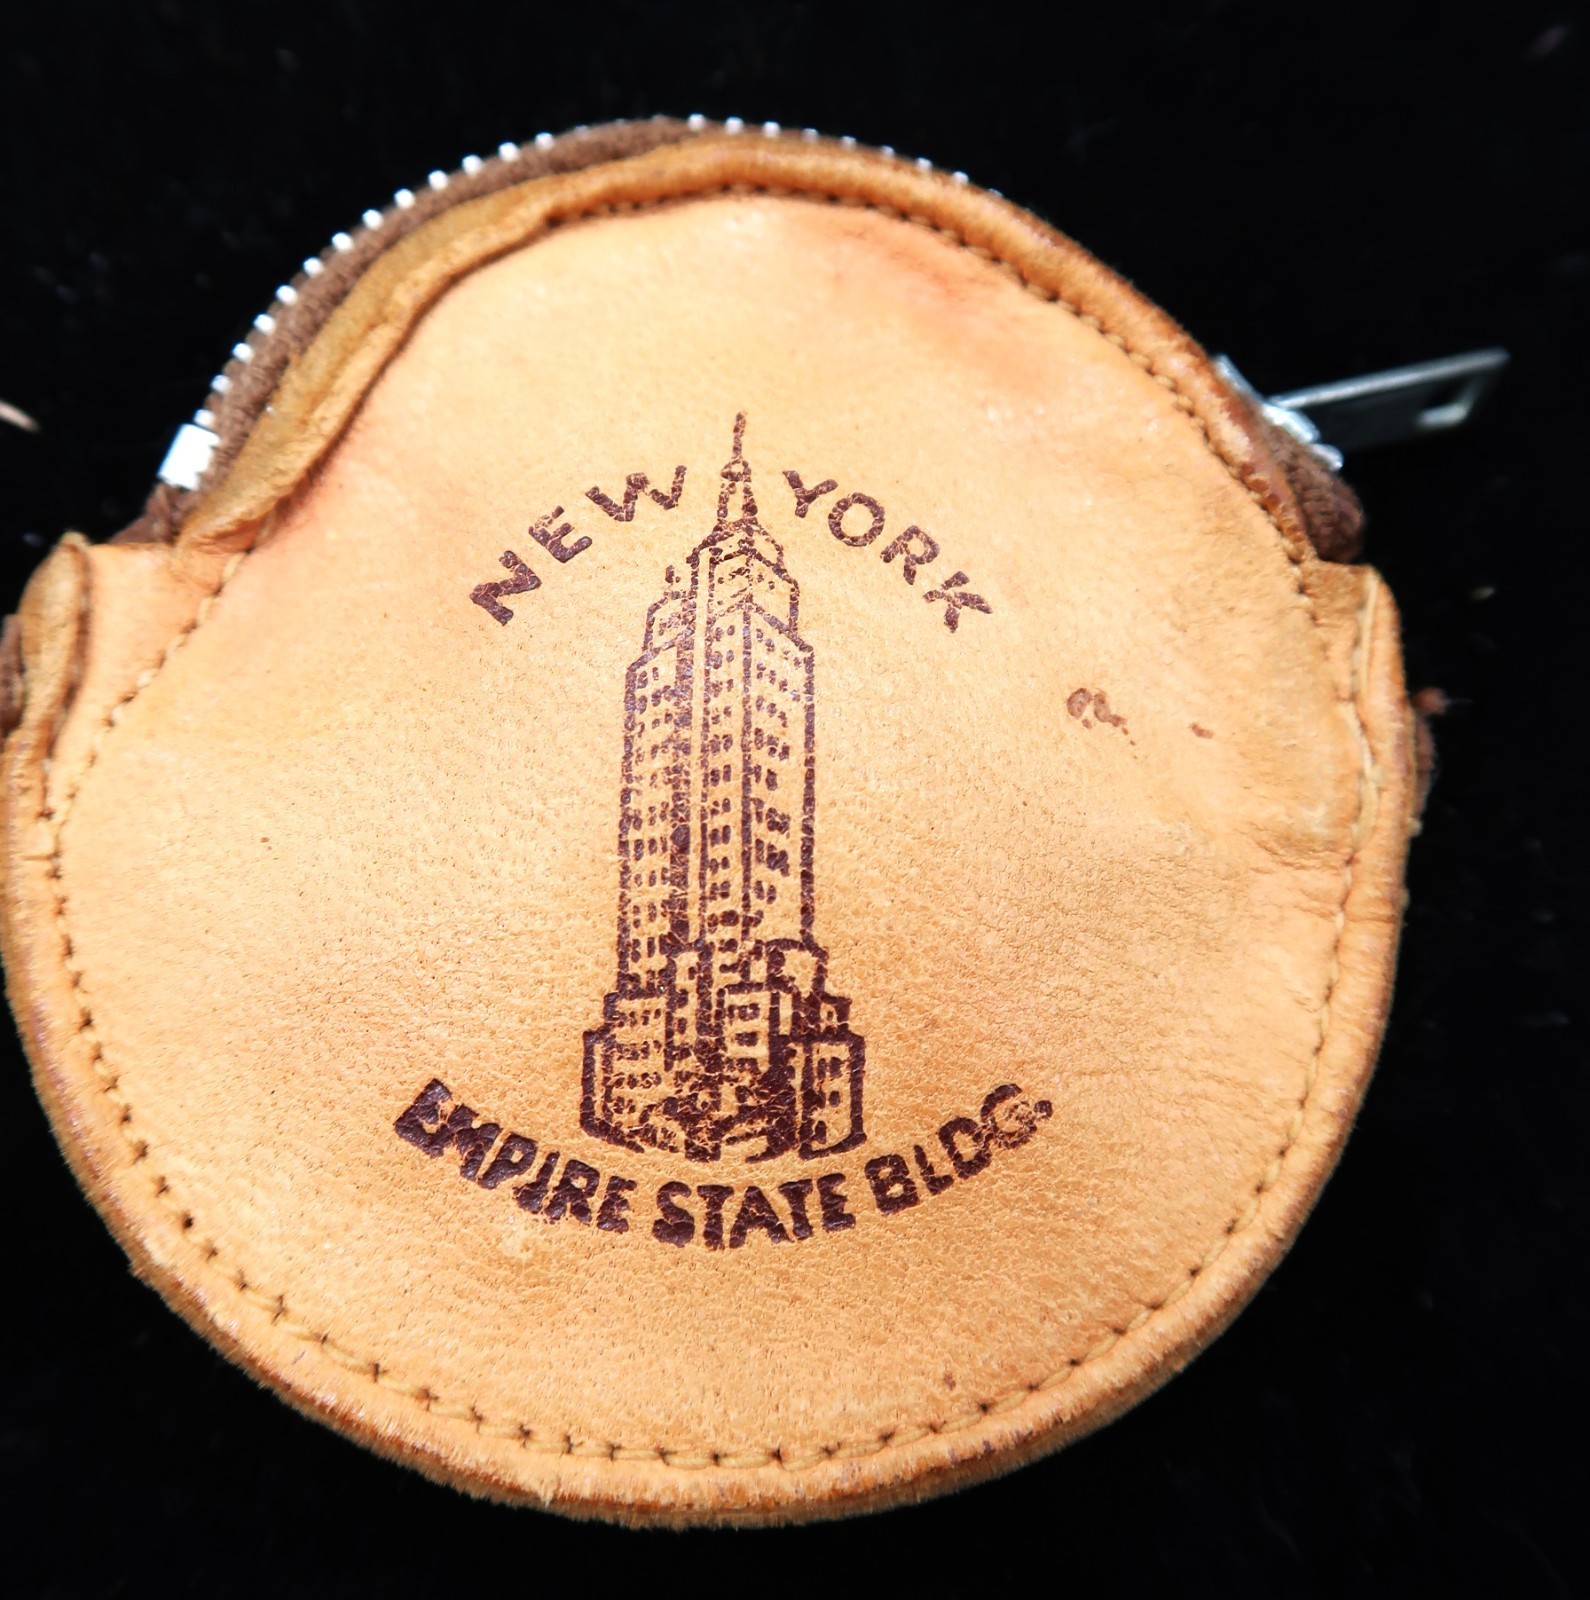 NEW YORK
EMPIRE STATE BLDG.